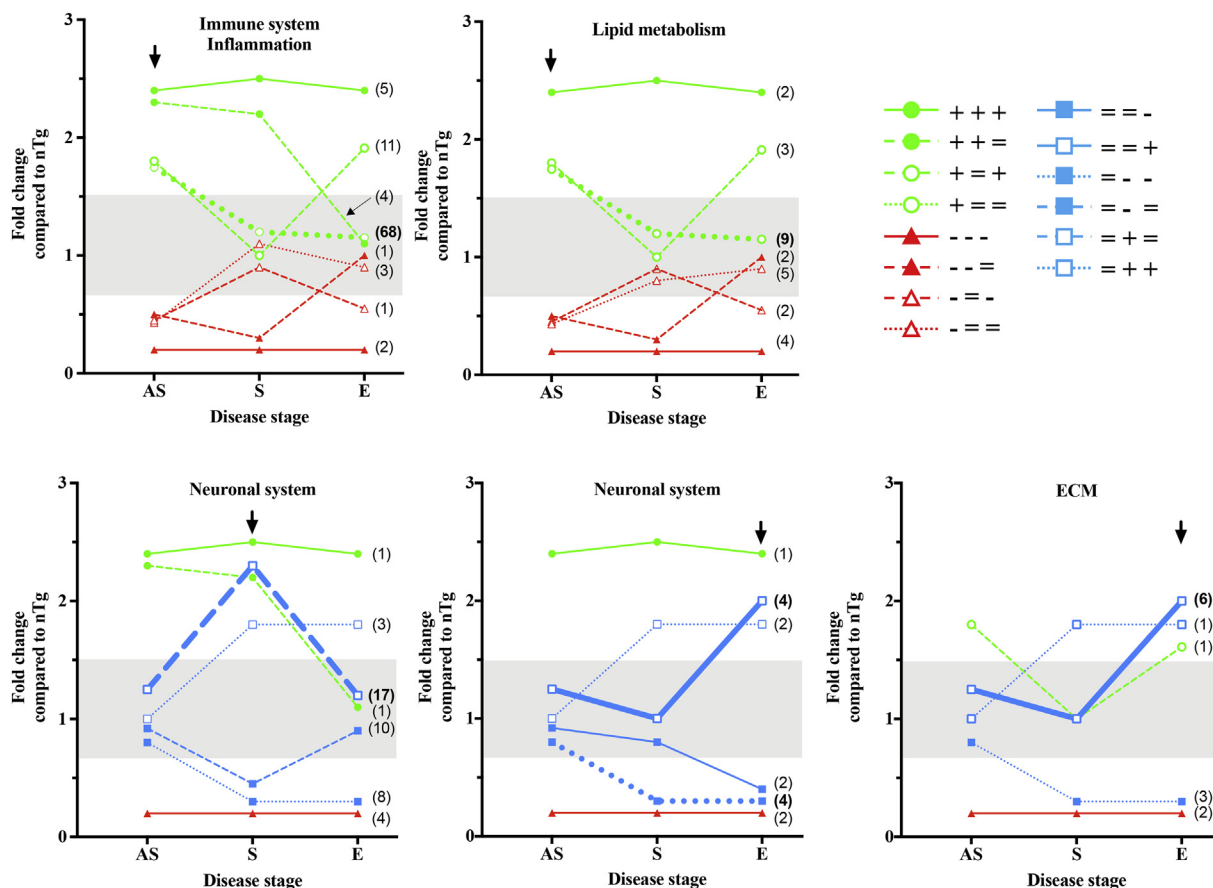 Immune system
Inflammation
Fold change
compared to nTg
3
2
1
0
(5)
(11)
(4)
(68)
(1)
(3)
(1)
(2)
AS S E
Disease stage
Lipid metabolism
Fold change
compared to nTg
3
2
1
0
(2)
(3)
(9)
(2)
(5)
(2)
(4)
AS S E
Disease stage
+ + +
+ + =
+ = +
+ = =
- - -
- - =
- = -
- = =
= = -
= = +
= - -
= - =
= + =
= + +
Neuronal system
Fold change
compared to nTg
3
2
1
0
(1)
(3)
(17)
(1)
(10)
(8)
(4)
AS S E
Disease stage
Neuronal system
Fold change
compared to nTg
3
2
1
0
(1)
(4)
(2)
(2)
(4)
(2)
AS S E
Disease stage
ECM
Fold change
compared to nTg
3
2
1
0
(6)
(1)
(1)
(3)
(2)
AS S E
Disease stage